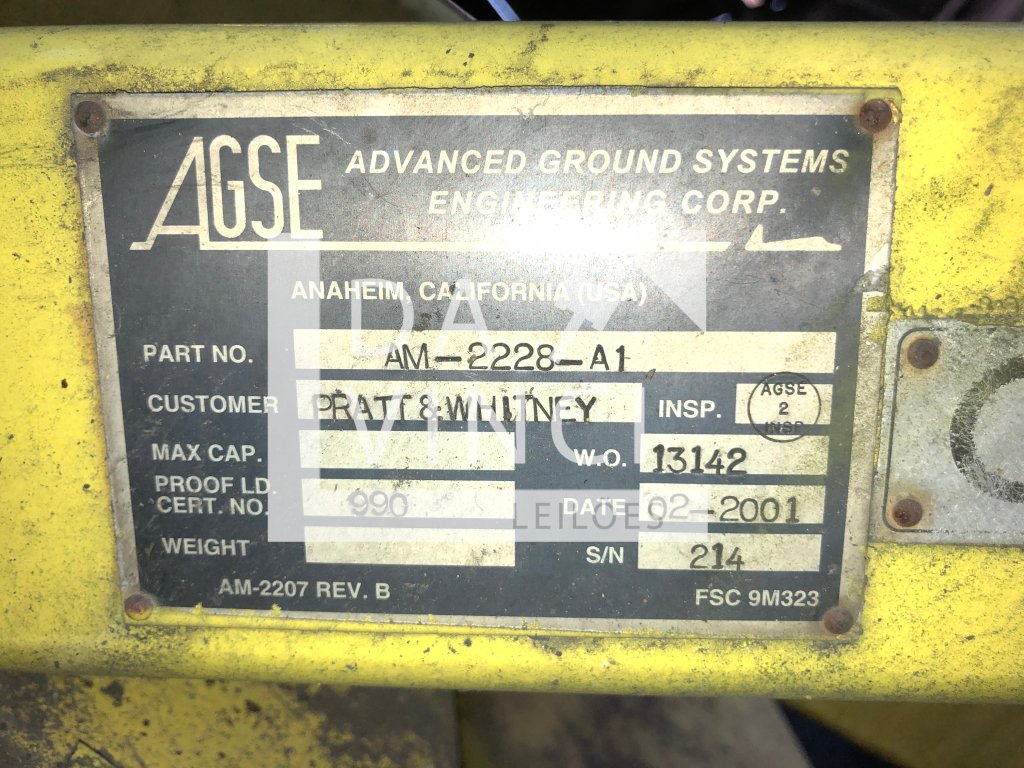 AGSE
ADVANCED GROUND SYSTEMS
ENGINEERING CORP.
ANAHEIM, CALIFORNIA (USA)
PART NO. AM-2228-A1
CUSTOMER PRATT & WHITNEY INSP. AGSE 2 INSP
MAX CAP. W.O. 13142
PROOF LD. CERT. NO. 990 DATE 02-2001
WEIGHT S/N 214
AM-2207 REV. B FSC 9M323
DA
VINCI
LEILÕES